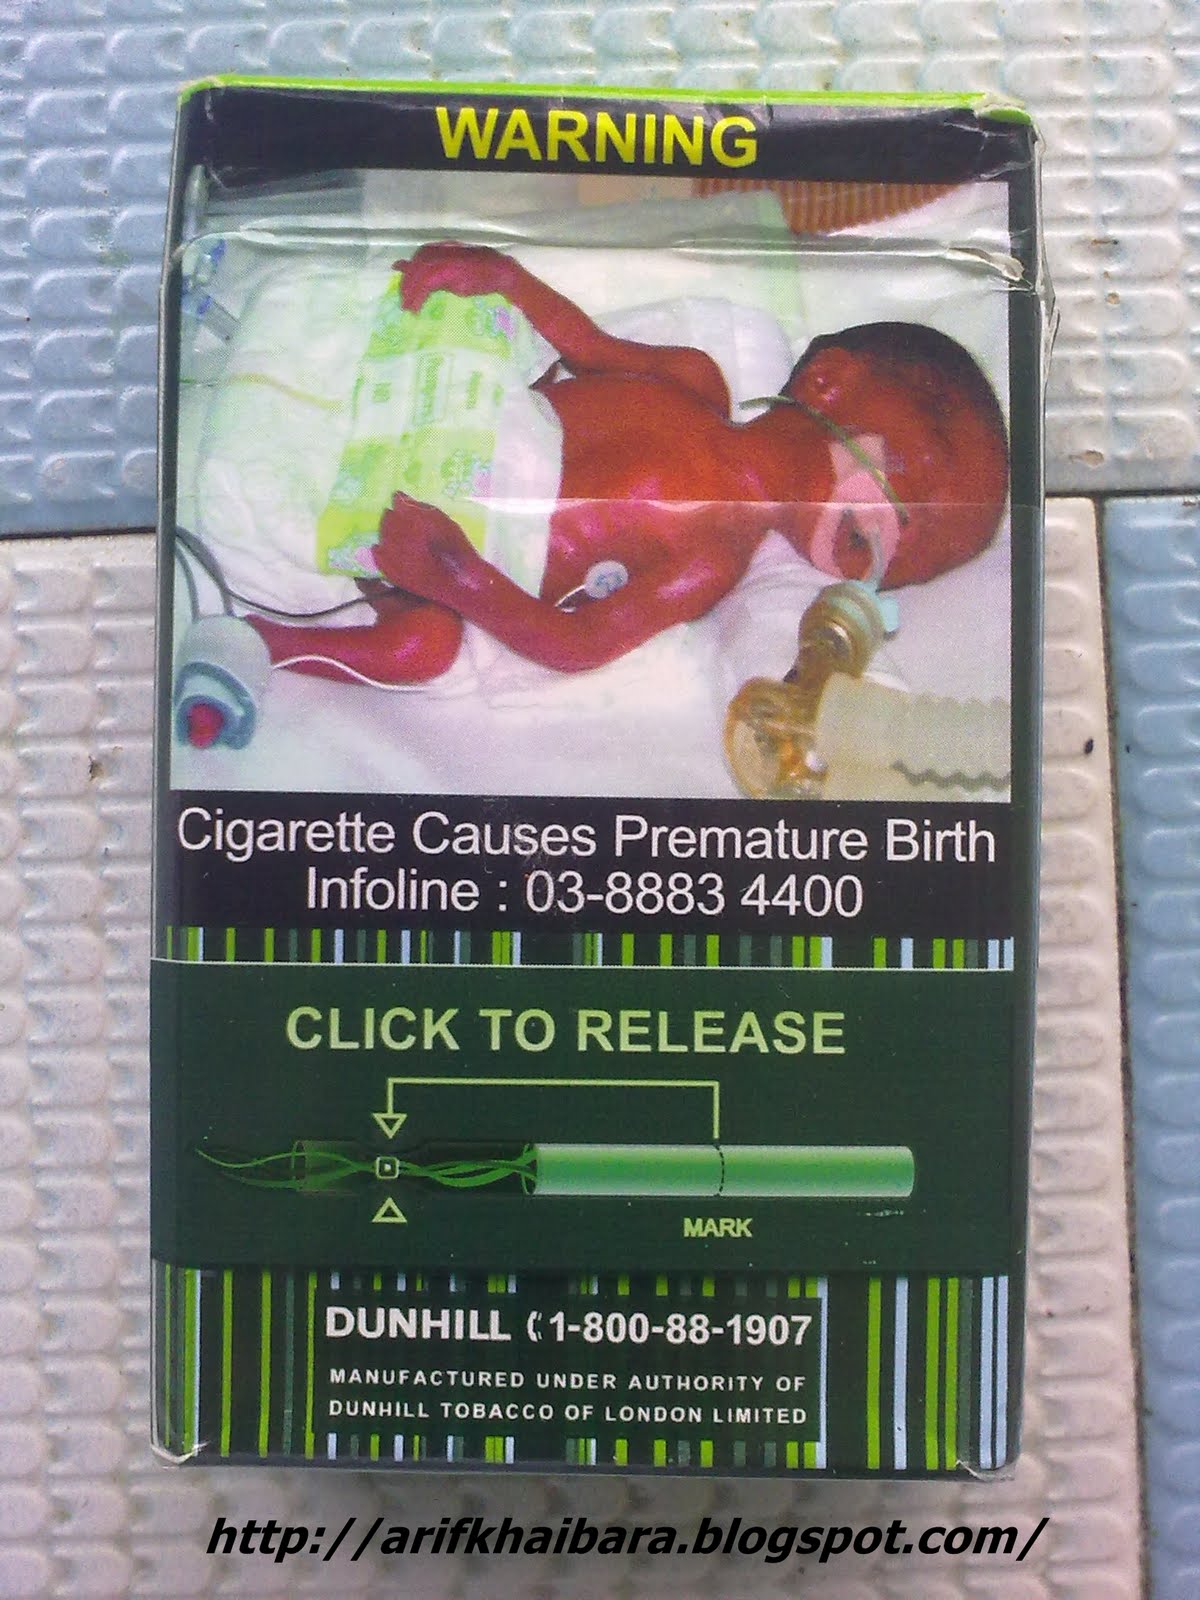 WARNING
Cigarette Causes Premature Birth
Infoline : 03-8883 4400
CLICK TO RELEASE
MARK
DUNHILL 1-800-88-1907
MANUFACTURED UNDER AUTHORITY OF
DUNHILL TOBACCO OF LONDON LIMITED
http://arifkhaibara.blogspot.com/